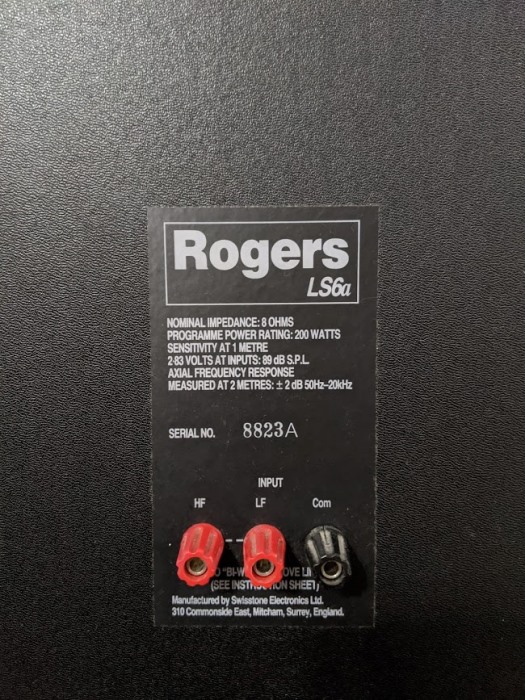 Rogers
LS6a
NOMINAL IMPEDANCE: 8 OHMS
PROGRAMME POWER RATING: 200 WATTS
SENSITIVITY AT 1 METRE
2·83 VOLTS AT INPUTS: 89 dB S.P.L.
AXIAL FREQUENCY RESPONSE
MEASURED AT 2 METRES: ± 2 dB 50Hz–20kHz
SERIAL NO. 8823A
INPUT
HF LF Com
(SEE SHEET)
Manufactured by Swisstone Electronics Ltd.
310 Commonside East, Mitcham, Surrey, England.